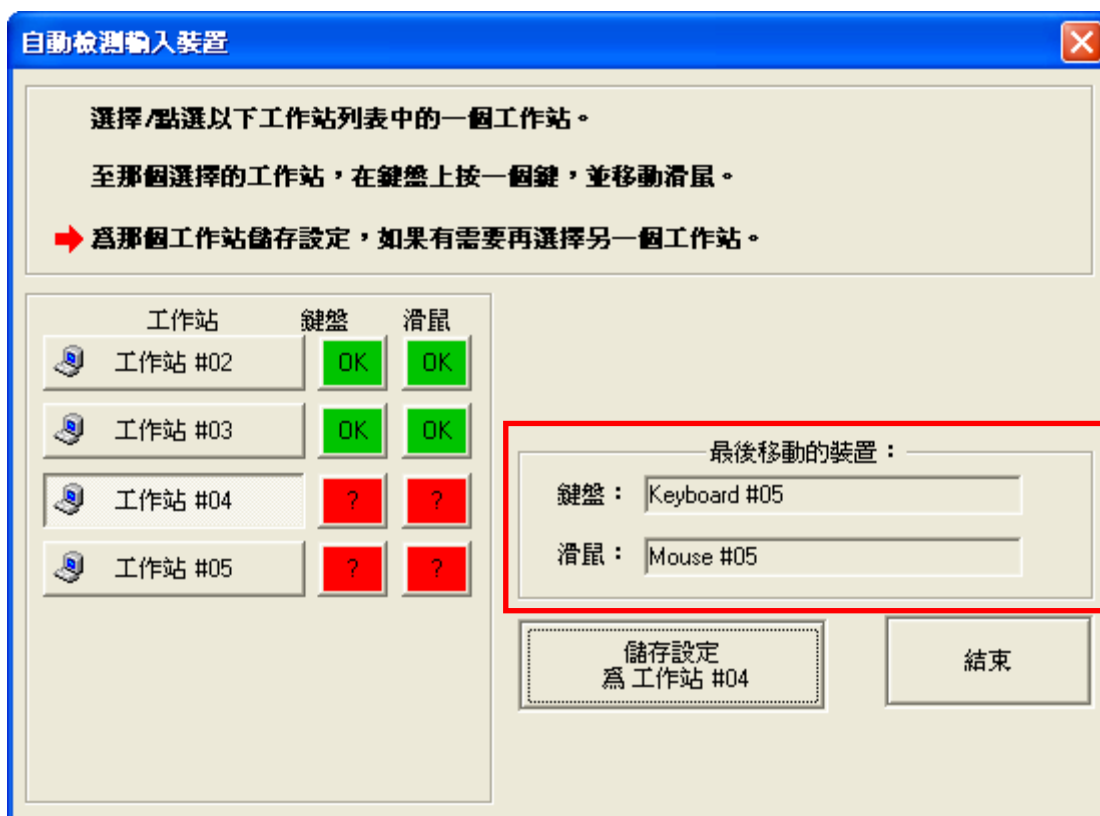 自動檢測輸入裝置
選擇/點選以下工作站列表中的一個工作站。
至那個選擇的工作站，在鍵盤上按一個鍵，並移動滑鼠。
為那個工作站儲存設定，如果有需要再選擇另一個工作站。
工作站 鍵盤 滑鼠
工作站 #02 OK OK
工作站 #03 OK OK
工作站 #04 ? ?
工作站 #05 ? ?
最後移動的裝置：
鍵盤： Keyboard #05
滑鼠： Mouse #05
儲存設定
為 工作站 #04
結束